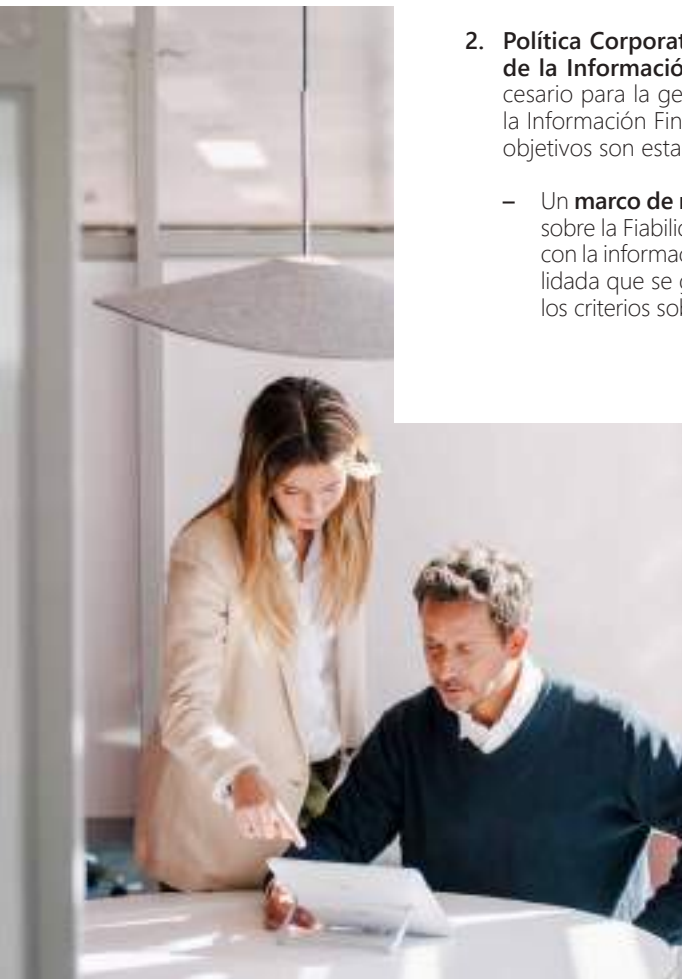 2. Política Corporat
de la Informació
cesario para la ge
la Información Fin
objetivos son esta
– Un marco de
sobre la Fiabili
con la informa
lidada que se
los criterios so